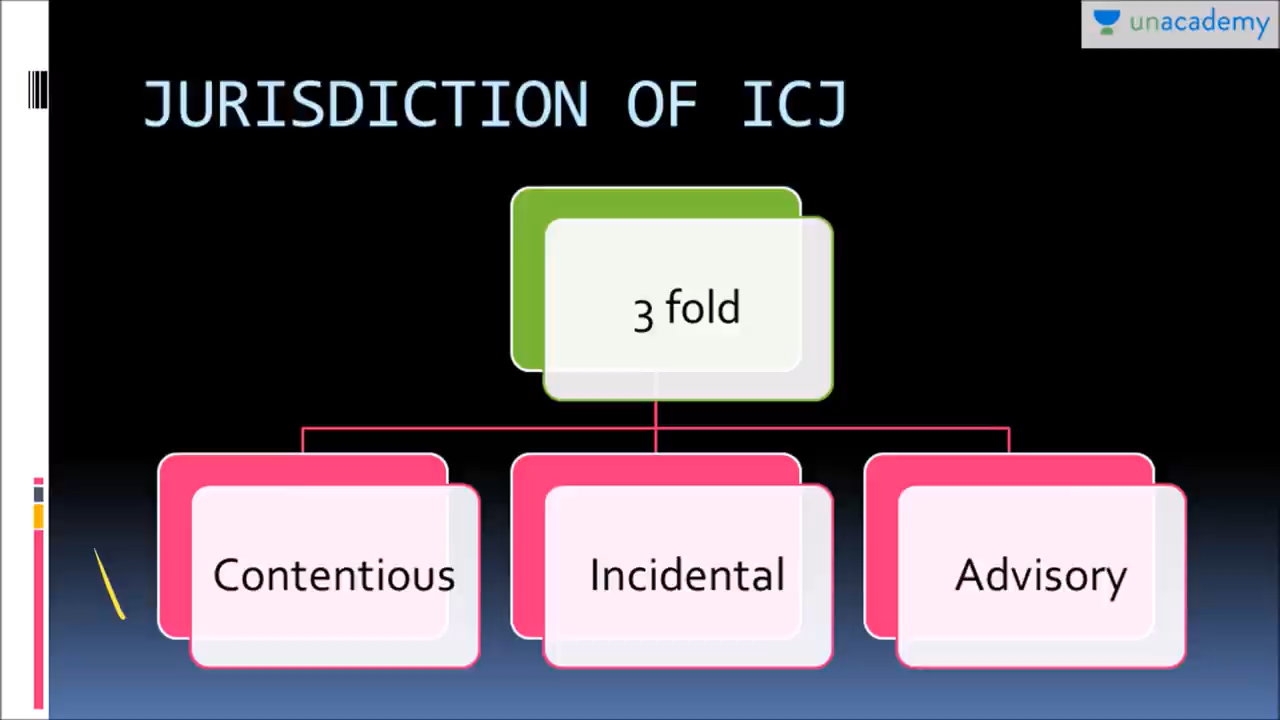 unacademy
JURISDICTION OF ICJ
3 fold
Contentious
Incidental
Advisory